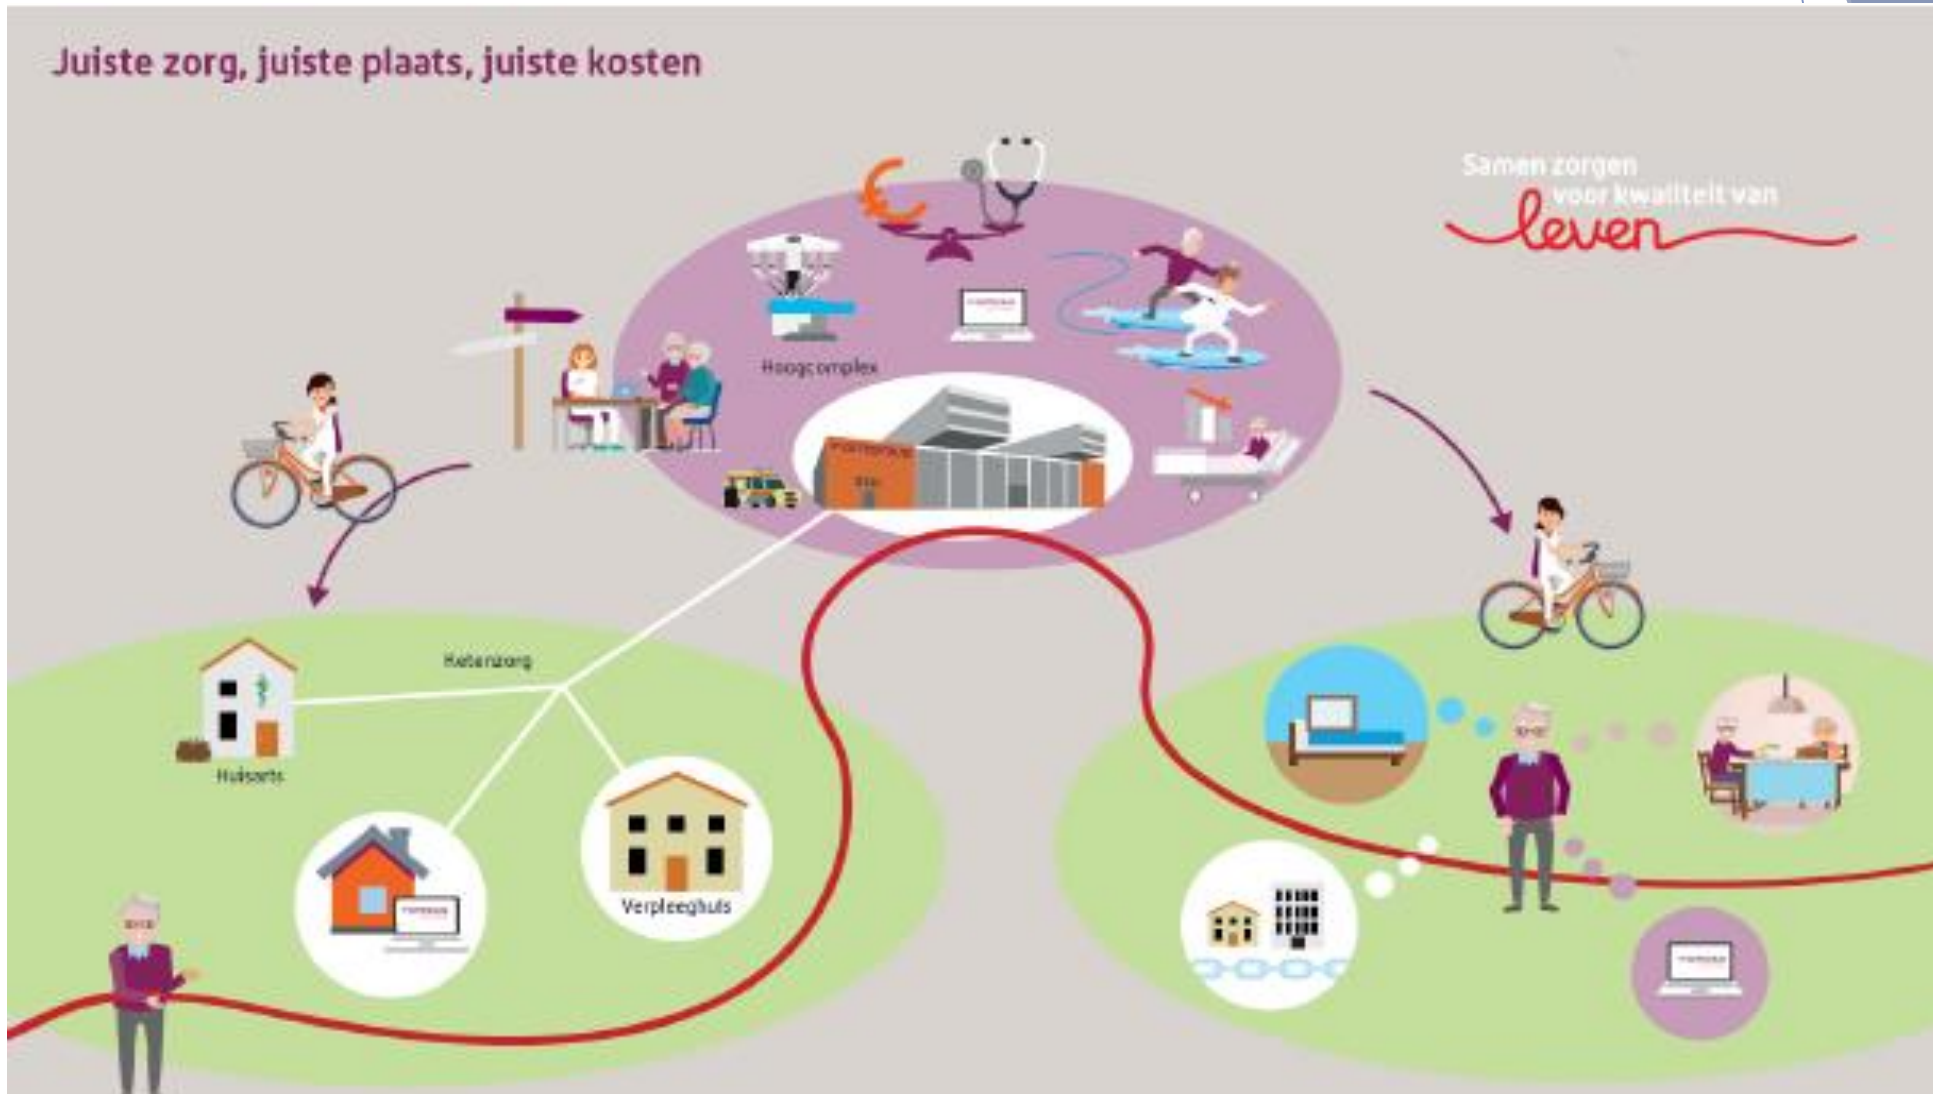 Juiste zorg, juiste plaats, juiste kosten
Samen zorgen
voor kwaliteit van
leven
Hoogcomplex
Ketenzorg
Huisarts
Verpleeghuis